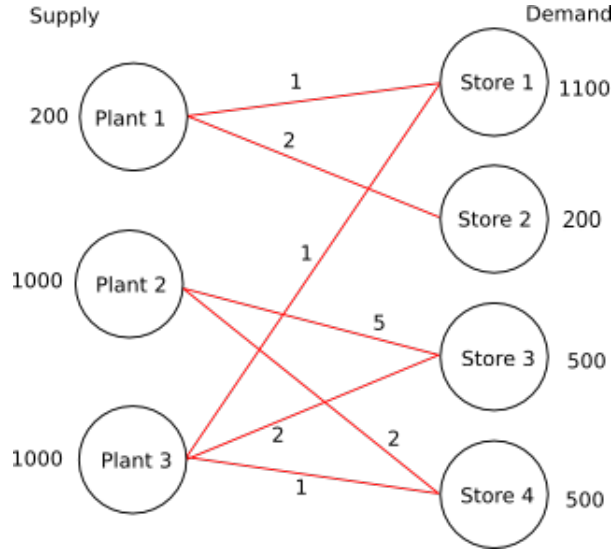 Supply
Demand
200
Plant 1
1
Store 1
1100
2
Store 2
200
1000
Plant 2
1
5
Store 3
500
1000
Plant 3
2
2
1
Store 4
500